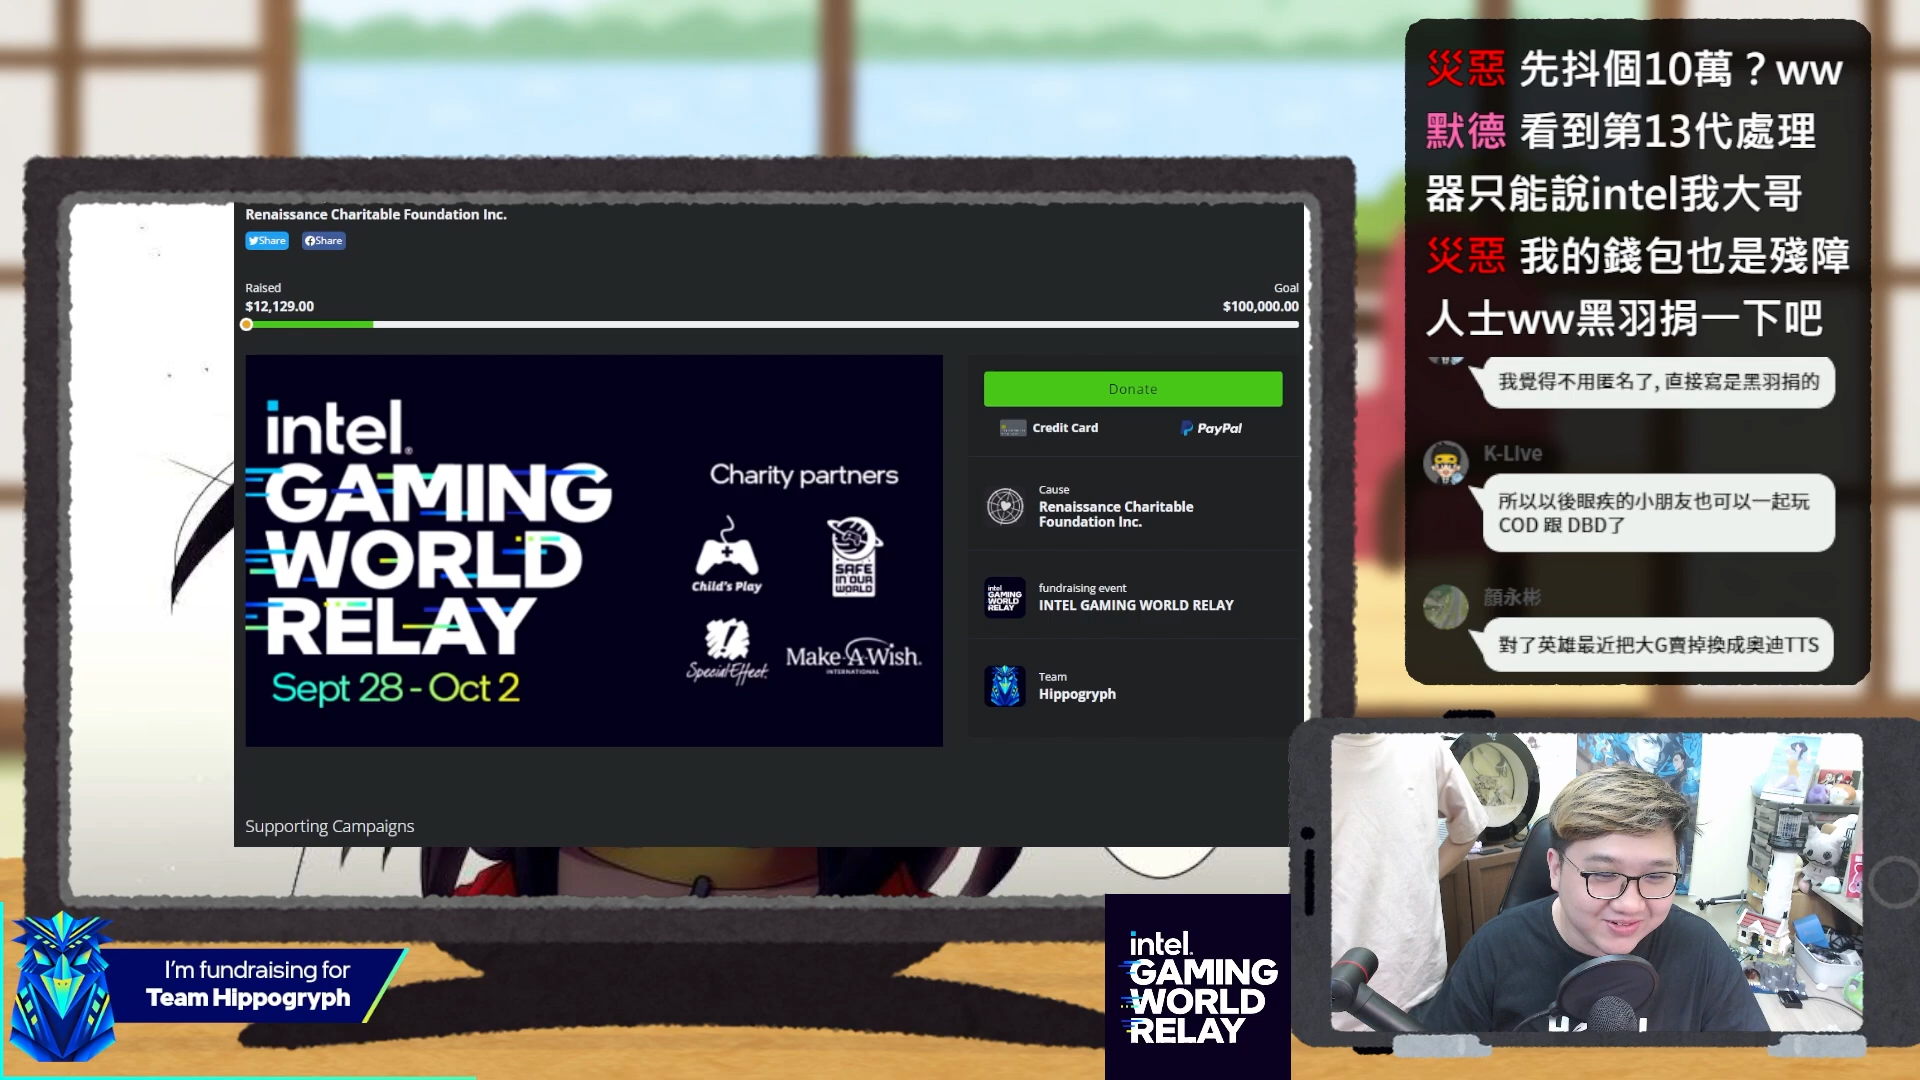 Renaissance Charitable Foundation Inc.
Share
Share
Raised
$12,129.00
Goal
$100,000.00
intel.
GAMING
WORLD
RELAY
Sept 28 - Oct 2
Charity partners
Child's Play
SAFE
IN OUR
WORLD
SpecialEffect.
Make-A-Wish.
INTERNATIONAL
Donate
Credit Card
PayPal
Cause
Renaissance Charitable
Foundation Inc.
intel
GAMING
WORLD
RELAY
fundraising event
INTEL GAMING WORLD RELAY
Team
Hippogryph
Supporting Campaigns
災惡 先抖個10萬？ww
默德 看到第13代處理
器只能說intel我大哥
災惡 我的錢包也是殘障
人士ww黑羽捐一下吧
我覺得不用匿名了, 直接寫是黑羽捐的
K-LIve
所以以後眼疾的小朋友也可以一起玩
COD 跟 DBD了
顏永彬
對了英雄最近把大G賣掉換成奧迪TTS
I'm fundraising for
Team Hippogryph
intel.
GAMING
WORLD
RELAY